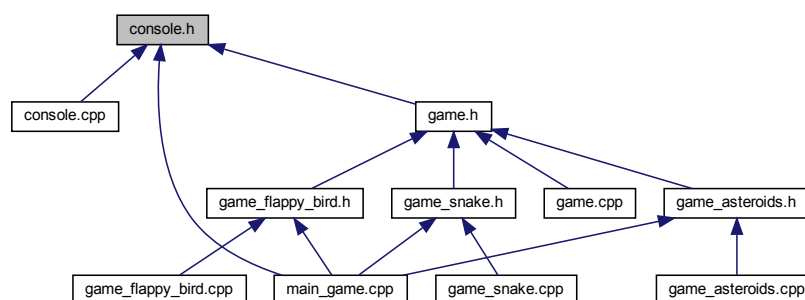 console.h
console.cpp
game.h
game_flappy_bird.h
game_snake.h
game.cpp
game_asteroids.h
game_flappy_bird.cpp
main_game.cpp
game_snake.cpp
game_asteroids.cpp